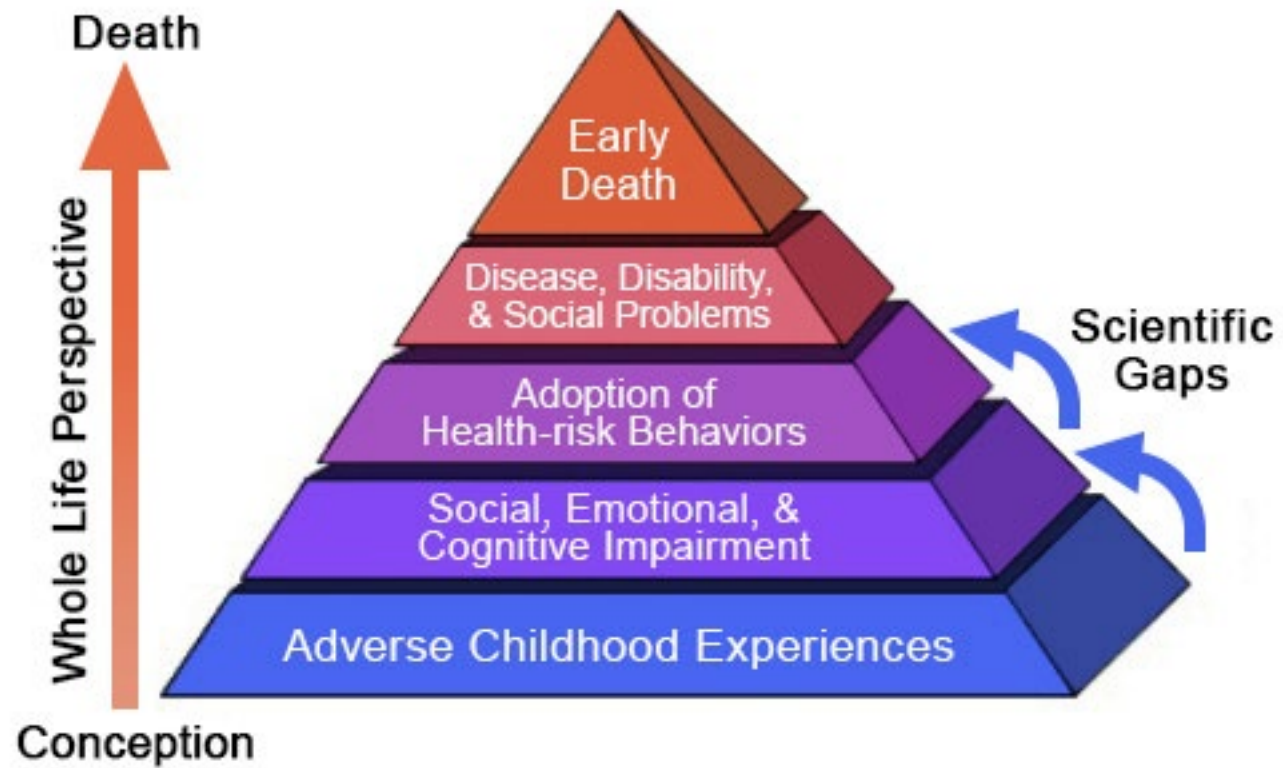 Death
Whole Life Perspective
Conception
Early
Death
Disease, Disability,
& Social Problems
Adoption of
Health-risk Behaviors
Social, Emotional, &
Cognitive Impairment
Adverse Childhood Experiences
Scientific
Gaps